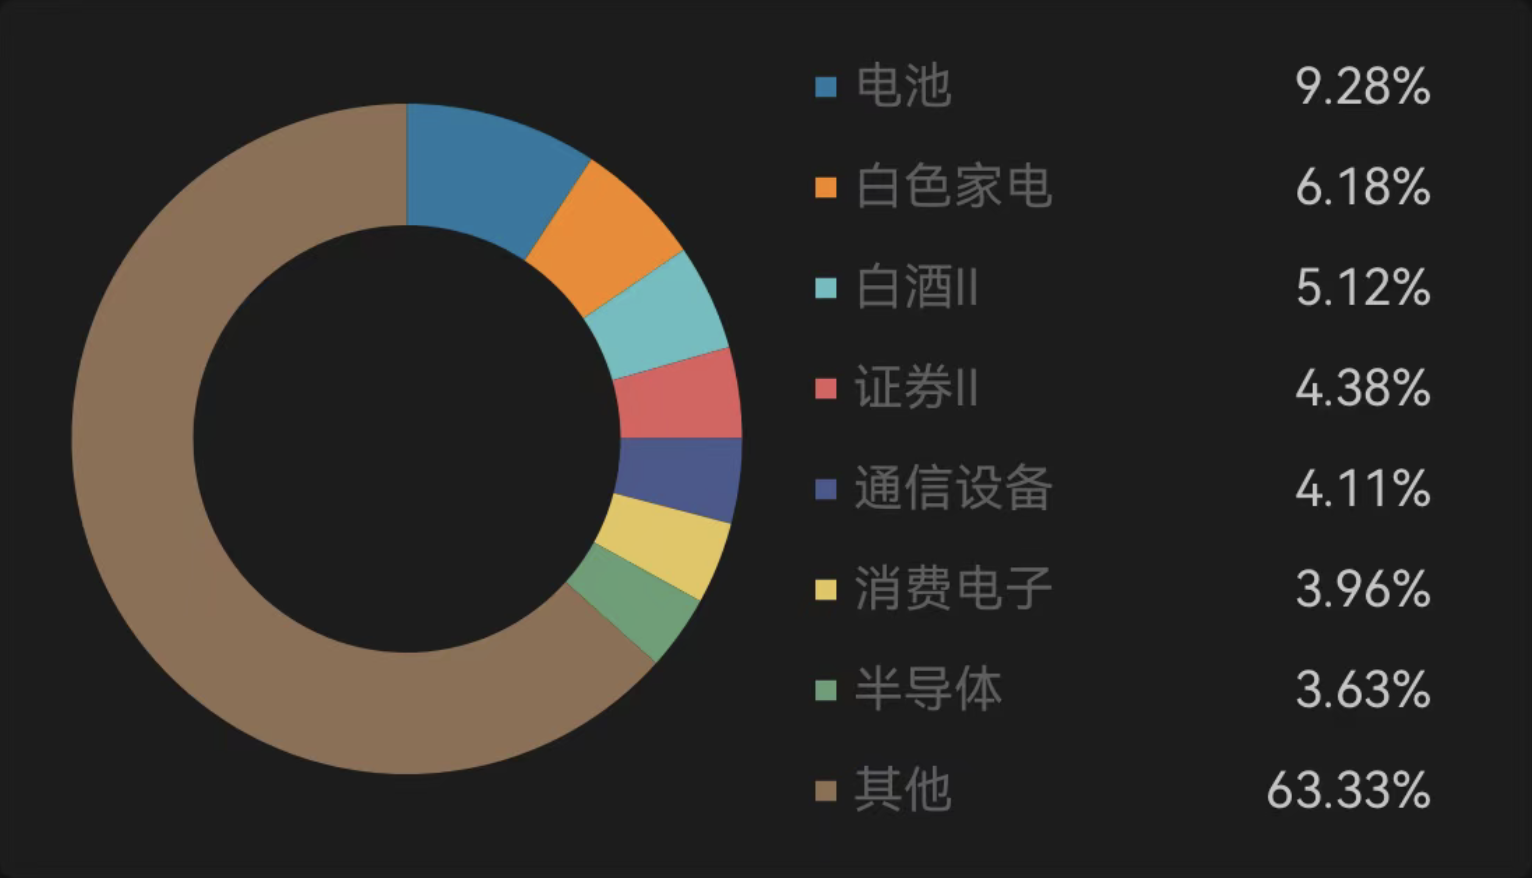 电池 9.28%
白色家电 6.18%
白酒II 5.12%
证券II 4.38%
通信设备 4.11%
消费电子 3.96%
半导体 3.63%
其他 63.33%